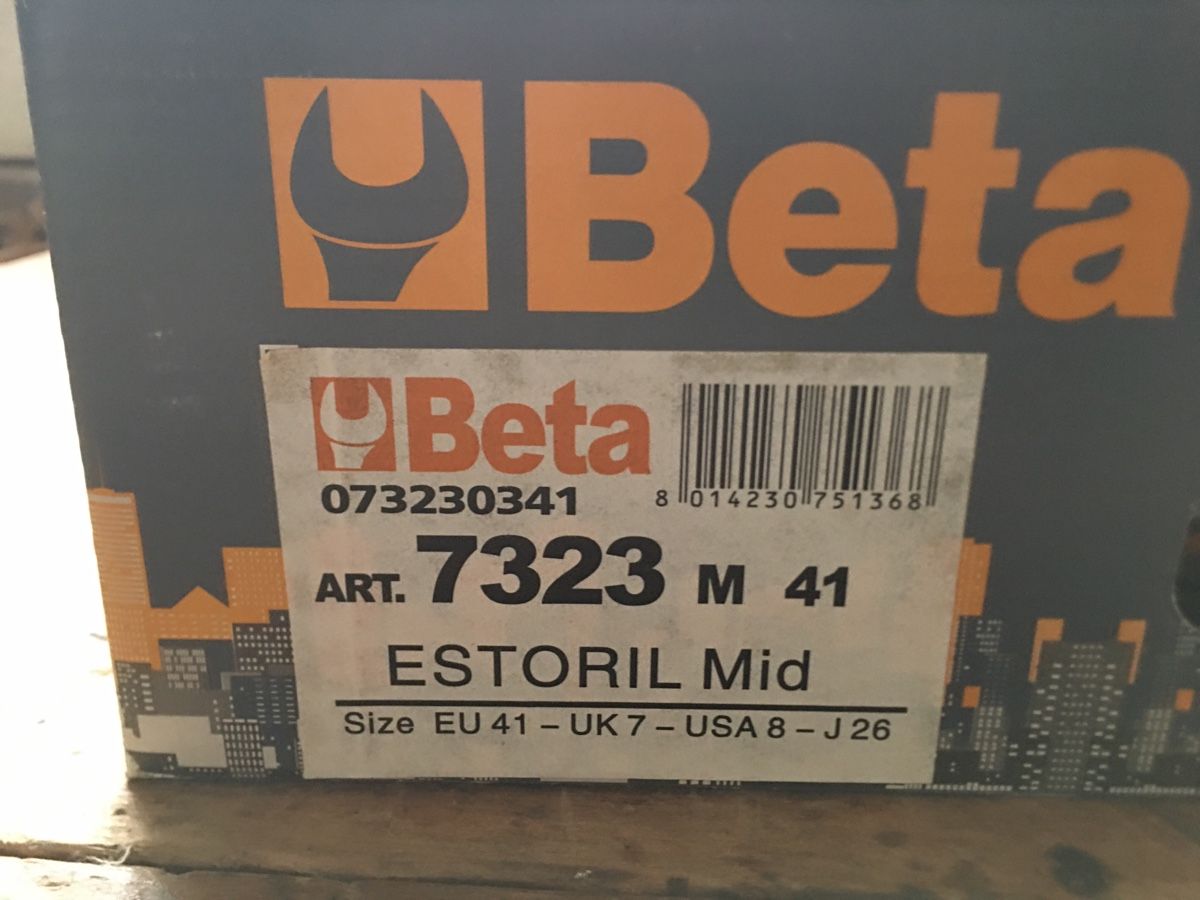 Beta
Beta
073230341
8 014230 751368
ART. 7323 M 41
ESTORIL Mid
Size EU 41 – UK 7 – USA 8 – J 26